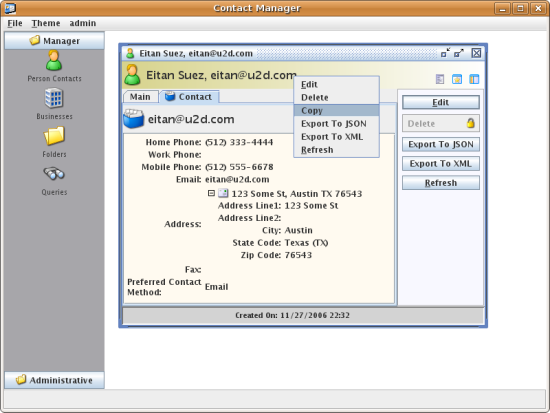 Contact Manager
File Theme admin
Manager
Person Contacts
Businesses
Folders
Queries
Administrative
Eitan Suez, eitan@u2d.com
Eitan Suez, eitan@u2d.com
Main Contact
eitan@u2d.com
Home Phone: (512) 333-4444
Work Phone:
Mobile Phone: (512) 555-6678
Email: eitan@u2d.com
123 Some St, Austin TX 76543
Address Line1: 123 Some St
Address Line2:
Address:
City: Austin
State Code: Texas (TX)
Zip Code: 76543
Fax:
Preferred Contact
Method: Email
Edit
Delete
Copy
Export To JSON
Export To XML
Refresh
Edit
Delete
Export To JSON
Export To XML
Refresh
Created On: 11/27/2006 22:32